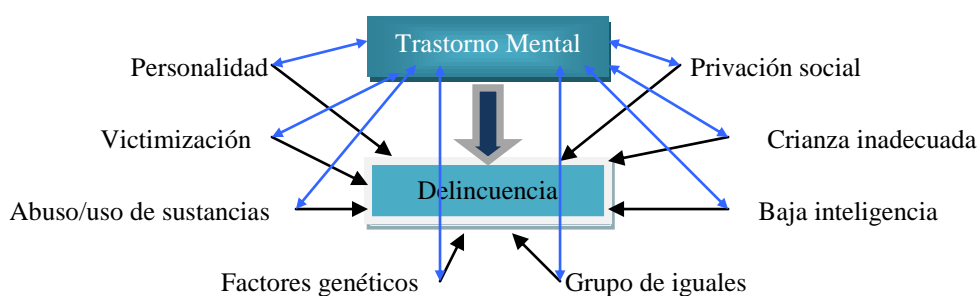 Trastorno Mental
Personalidad
Privación social
Victimización
Crianza inadecuada
Delincuencia
Abuso/uso de sustancias
Baja inteligencia
Factores genéticos
Grupo de iguales